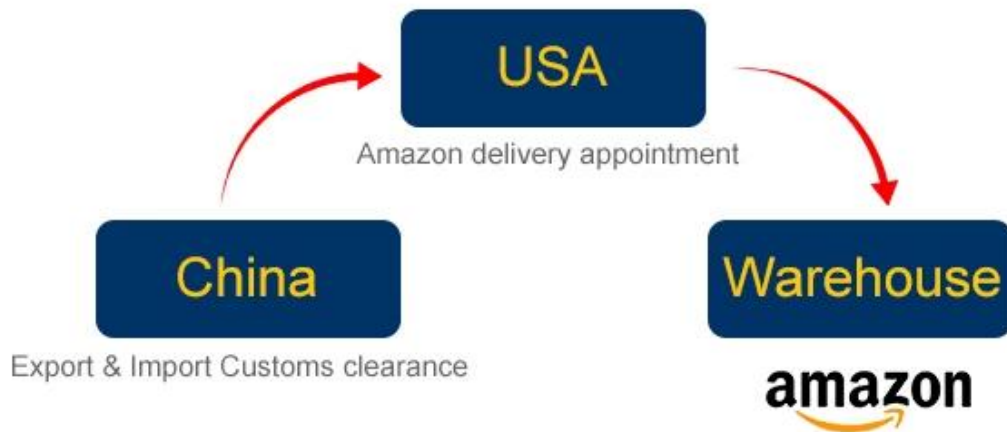 USA
Amazon delivery appointment
China
Warehouse
Export & Import Customs clearance
amazon